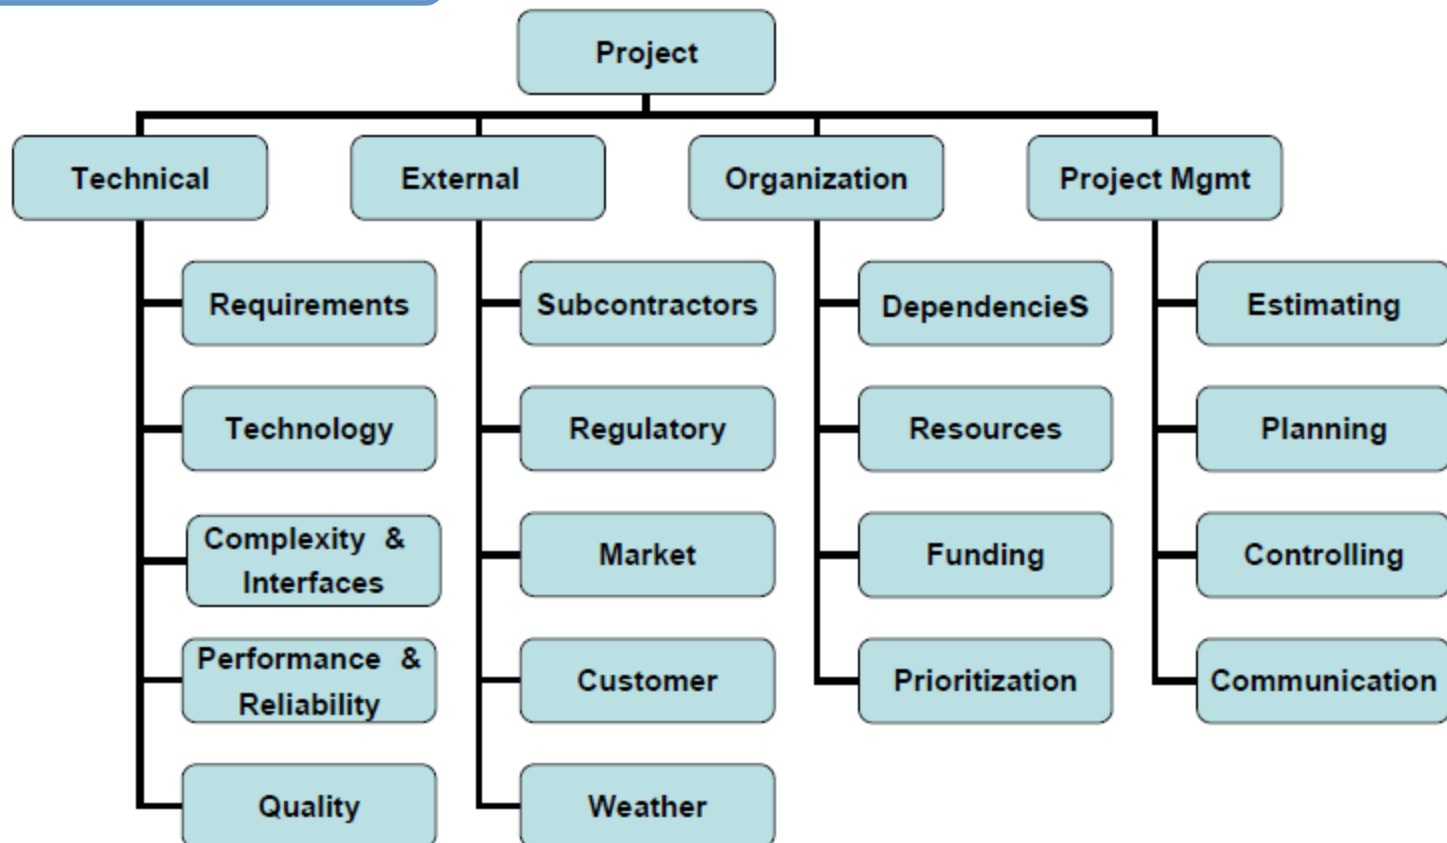 Project
Technical
External
Organization
Project Mgmt
Requirements
Subcontractors
DependencieS
Estimating
Technology
Regulatory
Resources
Planning
Complexity &
Interfaces
Market
Funding
Controlling
Performance &
Reliability
Customer
Prioritization
Communication
Quality
Weather